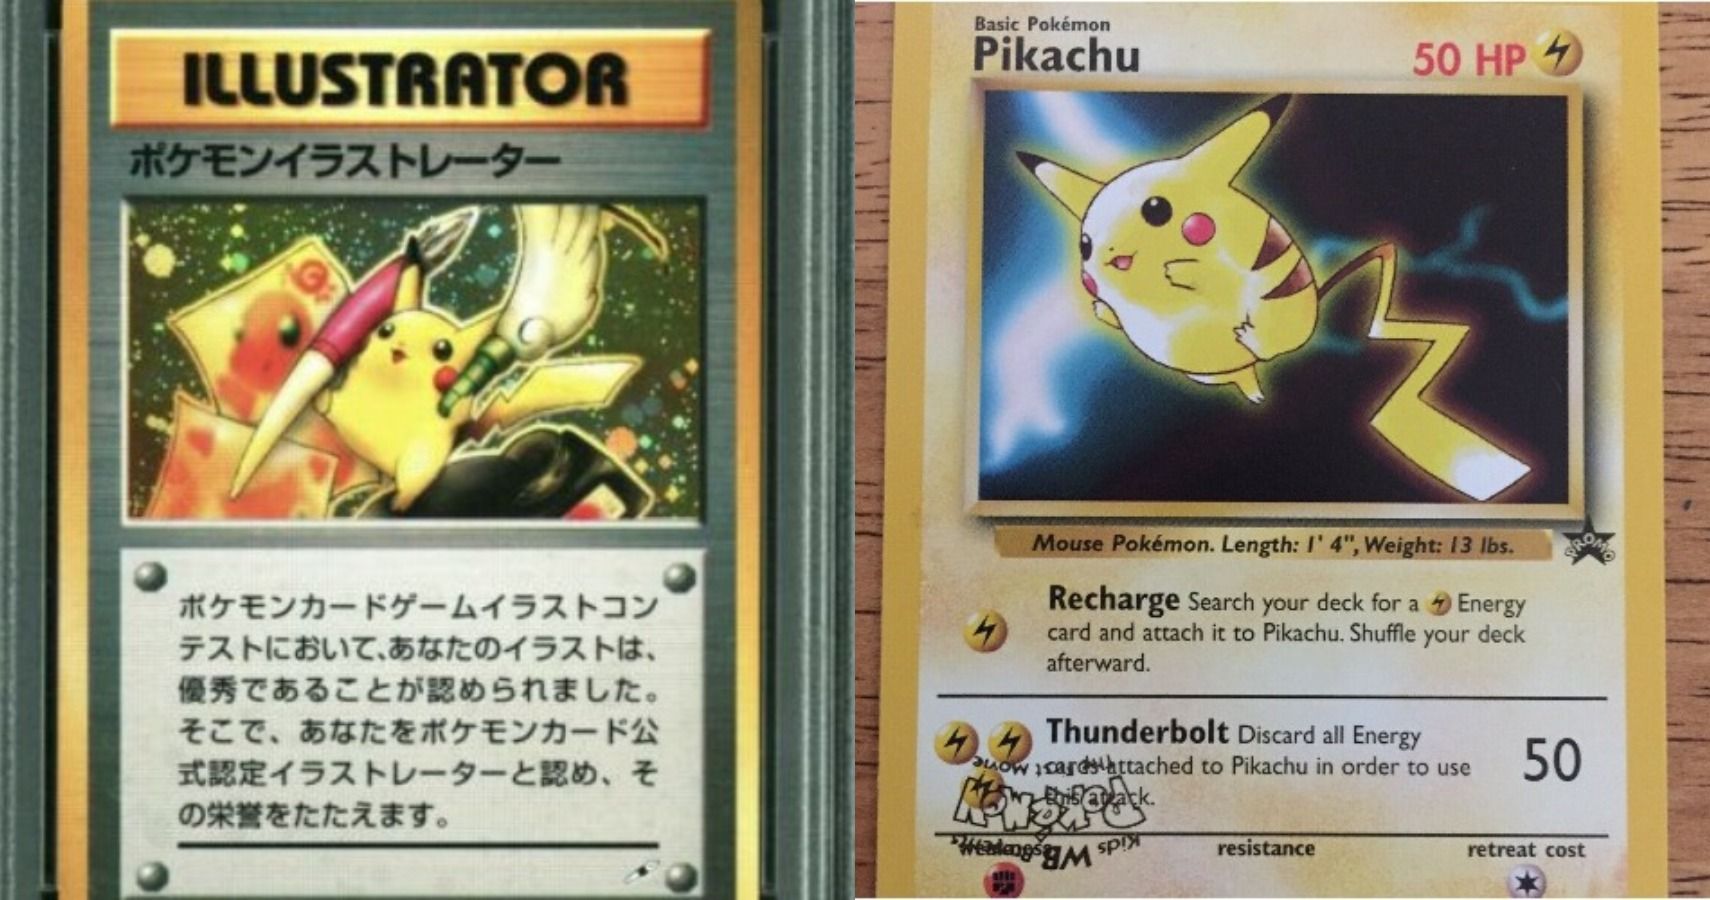 ILLUSTRATOR
ポケモンイラストレーター
ポケモンカードゲームイラストコン
テストにおいて、あなたのイラストは、
優秀であることが認められました。
そこで、あなたをポケモンカード公
式認定イラストレーターと認め、そ
の栄誉をたたえます。
Basic Pokémon
Pikachu
50 HP
Mouse Pokémon. Length: 1' 4", Weight: 13 lbs.
PROMO
Recharge Search your deck for a Energy
card and attach it to Pikachu. Shuffle your deck
afterward.
Thunderbolt Discard all Energy
cards attached to Pikachu in order to use
this attack.
50
The First Movie
POKéMON
Kids WB
weakness
resistance
retreat cost